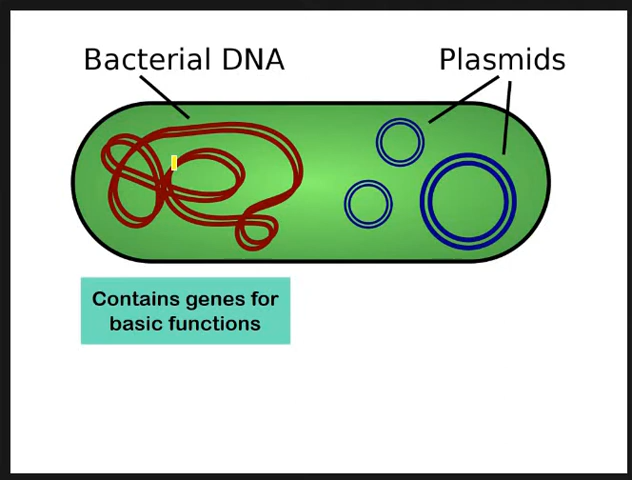 Bacterial DNA
Plasmids
Contains genes for
basic functions